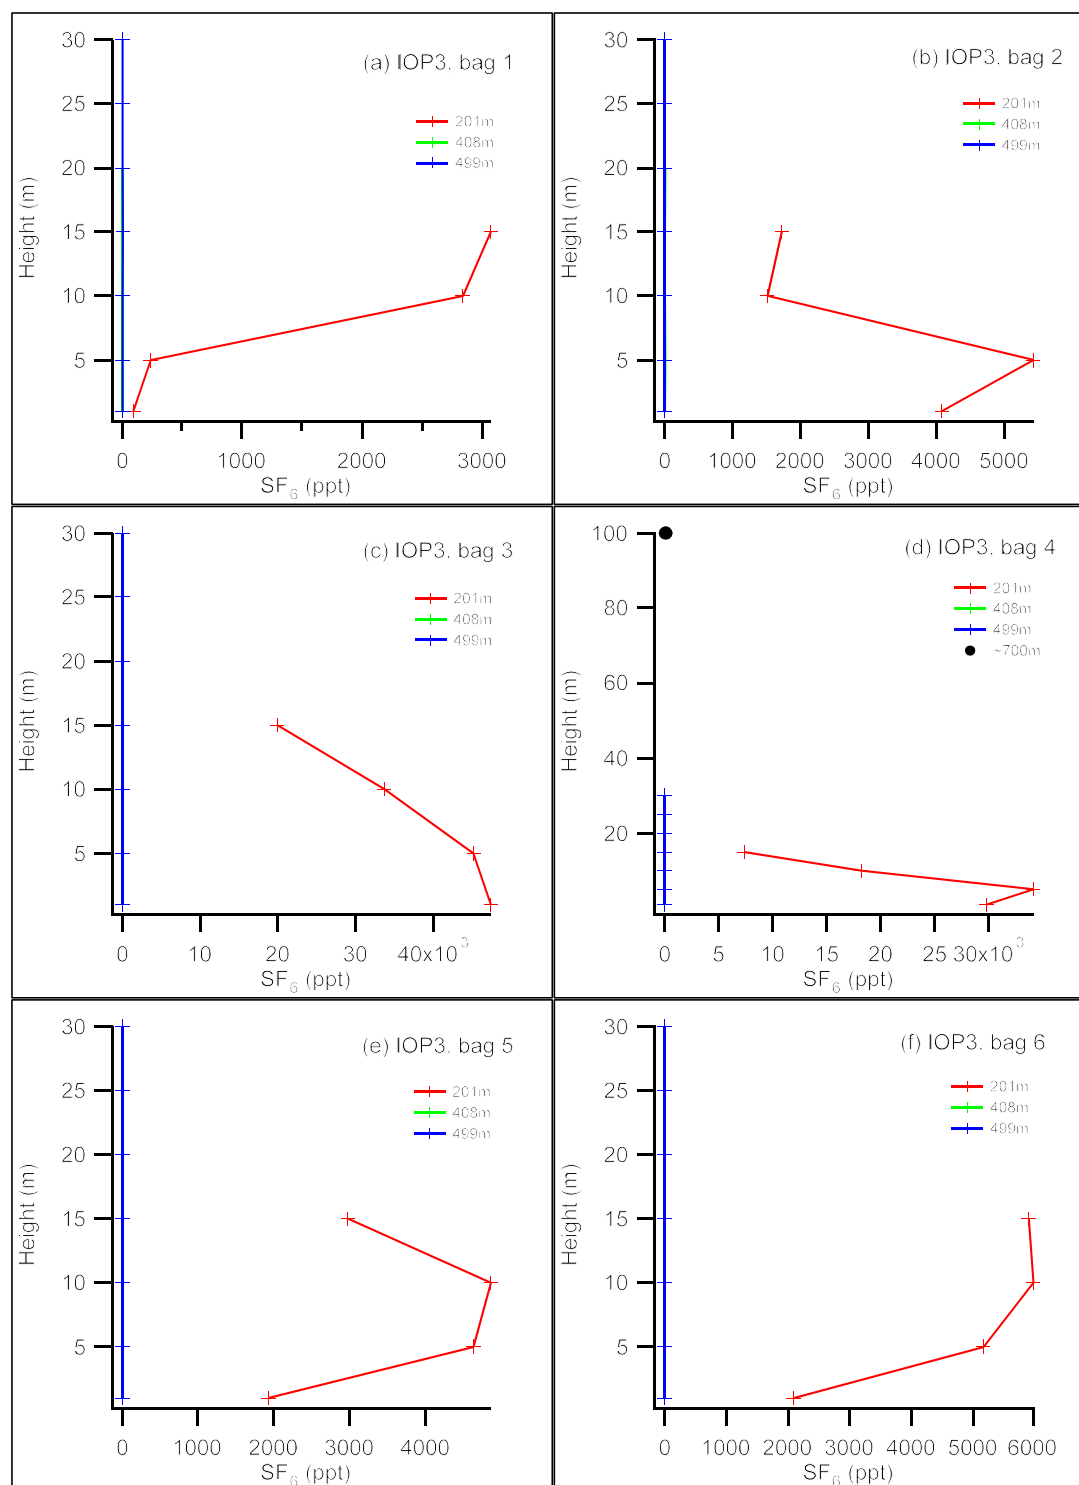 (a) IOP3. bag 1
201m
408m
499m
Height (m)
30
25
20
15
10
5
0 1000 2000 3000
SF₆ (ppt)
(b) IOP3. bag 2
201m
408m
499m
Height (m)
30
25
20
15
10
5
0 1000 2000 3000 4000 5000
SF₆ (ppt)
(c) IOP3. bag 3
201m
408m
499m
Height (m)
30
25
20
15
10
5
0 10 20 30 40x10³
SF₆ (ppt)
(d) IOP3. bag 4
201m
408m
499m
~700m
Height (m)
100
80
60
40
20
0 5 10 15 20 25 30x10³
SF₆ (ppt)
(e) IOP3. bag 5
201m
408m
499m
Height (m)
30
25
20
15
10
5
0 1000 2000 3000 4000
SF₆ (ppt)
(f) IOP3. bag 6
201m
408m
499m
Height (m)
30
25
20
15
10
5
0 1000 2000 3000 4000 5000 6000
SF₆ (ppt)